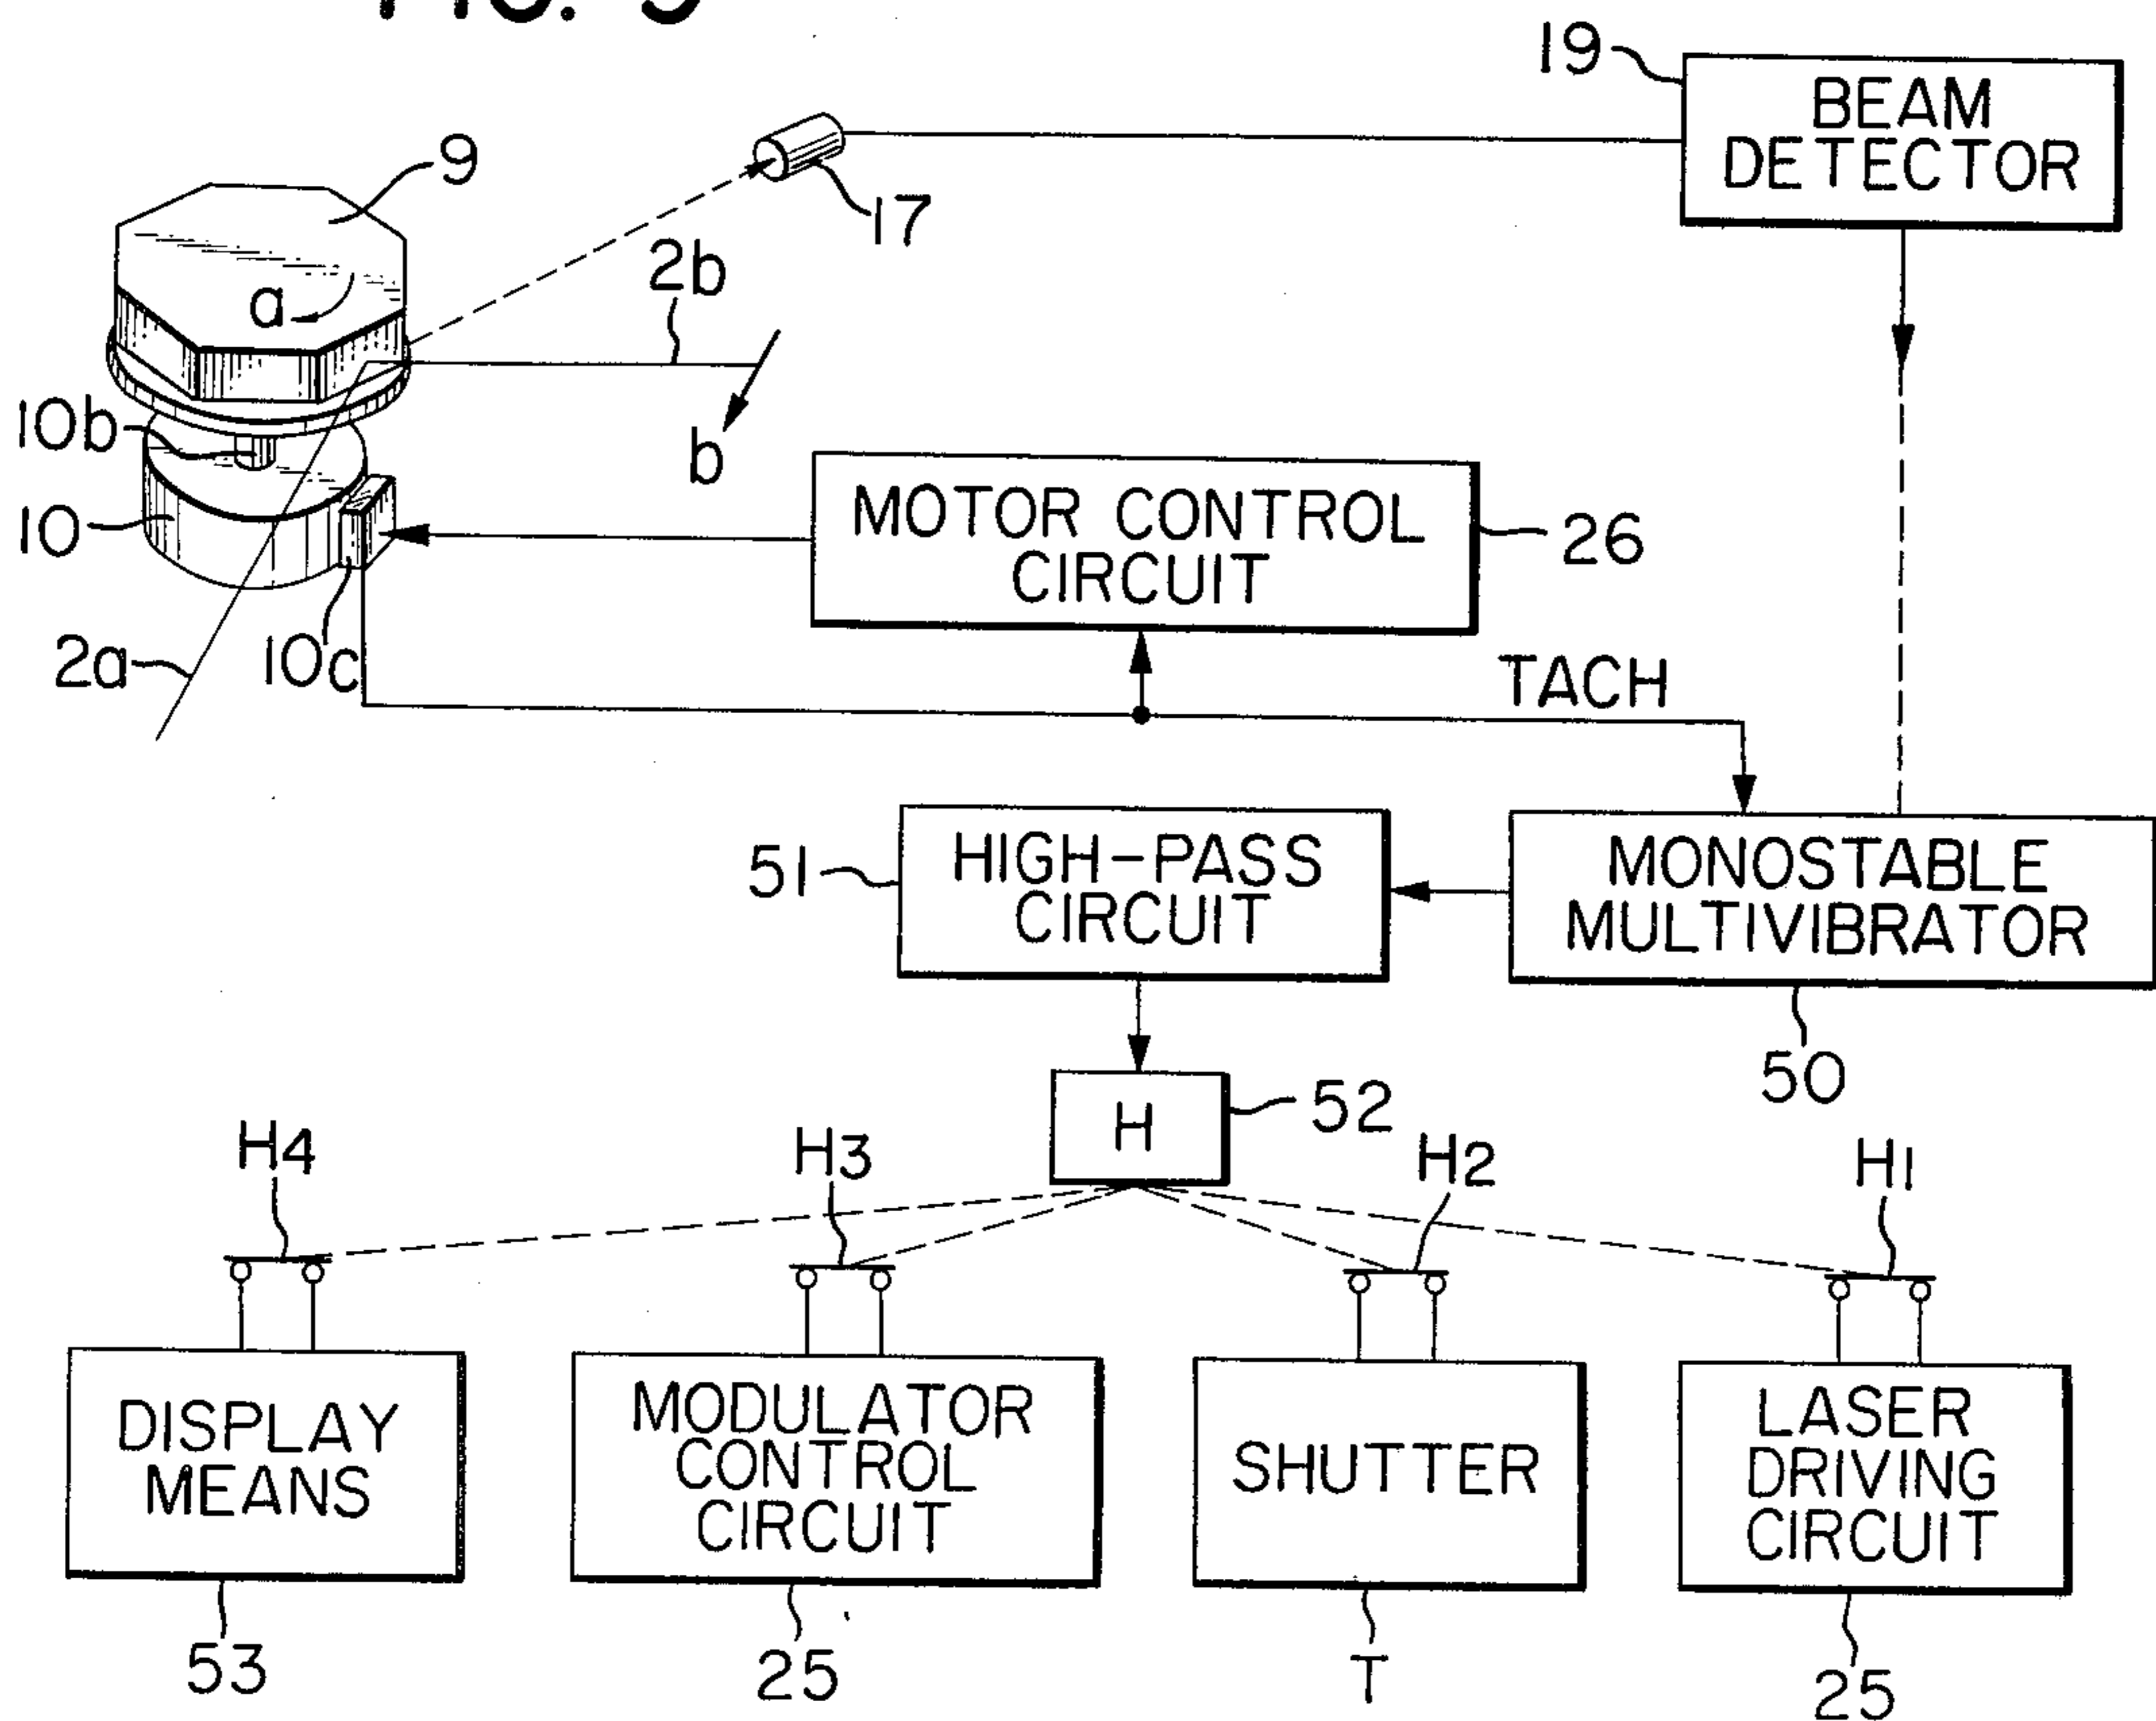 19
BEAM
DETECTOR
9
17
2b
a
10b
b
MOTOR CONTROL
CIRCUIT
26
10
2a
10c
TACH
51
HIGH-PASS
CIRCUIT
MONOSTABLE
MULTIVIBRATOR
50
H
52
H4
H3
H2
H1
DISPLAY
MEANS
MODULATOR
CONTROL
CIRCUIT
SHUTTER
LASER
DRIVING
CIRCUIT
53
25
T
25